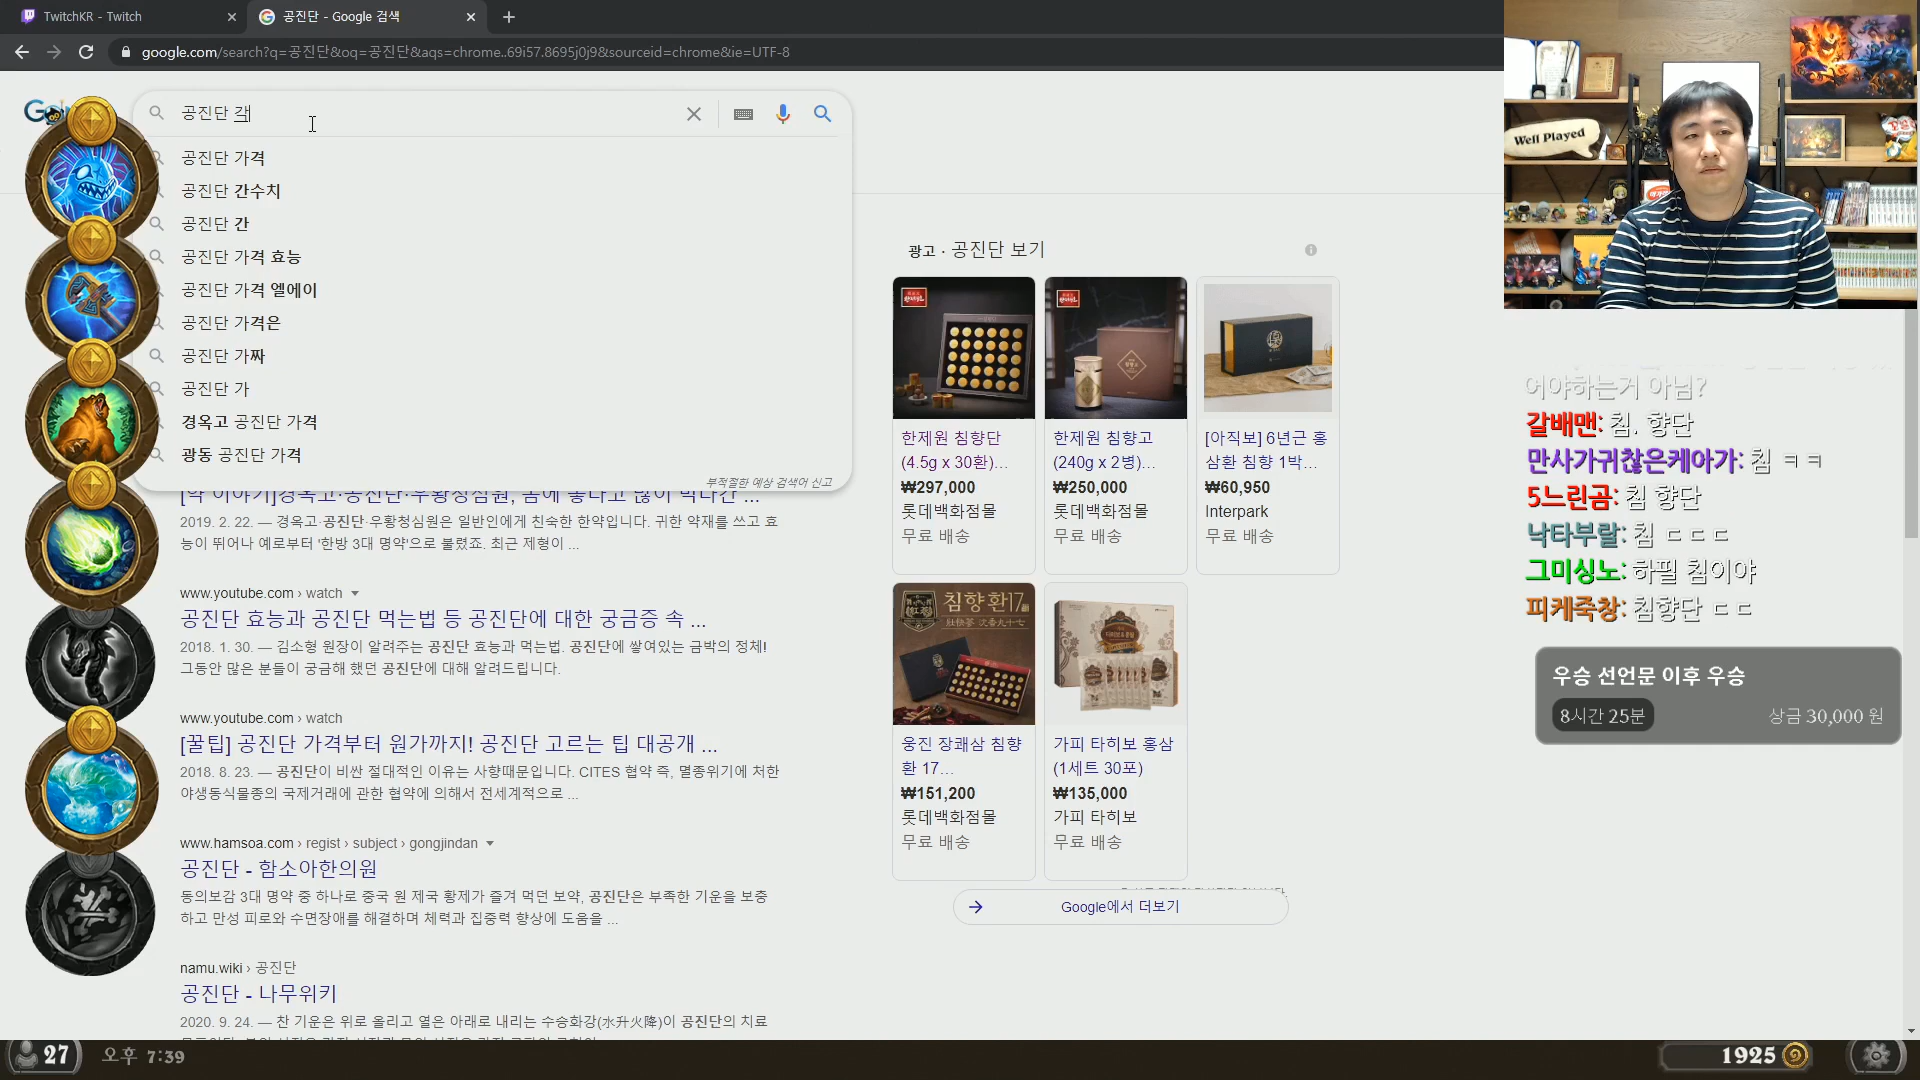 TwitchKR - Twitch
공진단 - Google 검색
google.com/search?q=공진단&oq=공진단&aqs=chrome..69i57.8695j0j9&sourceid=chrome&ie=UTF-8
공진단 각
공진단 가격
공진단 간수치
공진단 간
공진단 가격 효능
공진단 가격 엘에이
공진단 가격은
공진단 가짜
공진단 가
경옥고 공진단 가격
광동 공진단 가격
부적절한 예상 검색어 신고
[약 이야기]경옥고·공진단·우황청심원, 몸에 좋다고 많이 먹다간 ...
2019. 2. 22. — 경옥고·공진단·우황청심원은 일반인에게 친숙한 한약입니다. 귀한 약재를 쓰고 효
능이 뛰어나 예로부터 '한방 3대 명약'으로 불렸죠. 최근 제형이 ...
www.youtube.com › watch
공진단 효능과 공진단 먹는법 등 공진단에 대한 궁금증 속 ...
2018. 1. 30. — 김소형 원장이 알려주는 공진단 효능과 먹는법. 공진단에 쌓여있는 금박의 정체!
그동안 많은 분들이 궁금해 했던 공진단에 대해 알려드립니다.
www.youtube.com › watch
[꿀팁] 공진단 가격부터 원가까지! 공진단 고르는 팁 대공개 ...
2018. 8. 23. — 공진단이 비싼 절대적인 이유는 사향때문입니다. CITES 협약 즉, 멸종위기에 처한
야생동식물종의 국제거래에 관한 협약에 의해서 전세계적으로 ...
www.hamsoa.com › regist › subject › gongjindan
공진단 - 함소아한의원
동의보감 3대 명약 중 하나로 중국 원 제국 황제가 즐겨 먹던 보약, 공진단은 부족한 기운을 보충
하고 만성 피로와 수면장애를 해결하며 체력과 집중력 향상에 도움을 ...
namu.wiki › 공진단
공진단 - 나무위키
2020. 9. 24. — 찬 기운은 위로 올리고 열은 아래로 내리는 수승화강(水升火降)이 공진단의 치료
광고 · 공진단 보기
한제원 침향단
(4.5g x 30환)...
₩297,000
롯데백화점몰
무료 배송
한제원 침향고
(240g x 2병)...
₩250,000
롯데백화점몰
무료 배송
[아직보] 6년근 홍
삼환 침향 1박...
₩60,950
Interpark
무료 배송
침향환17
웅진 장쾌삼 침향
환 17...
₩151,200
롯데백화점몰
무료 배송
가피 타히보 홍삼
(1세트 30포)
₩135,000
가피 타히보
무료 배송
Google에서 더보기
Well Played
여야하는거 아님?
갈배맨: 침. 향단
만사가귀찮은케아가: 침 ㅋㅋ
5느린곰: 침 향단
낙타부랄: 침 ㄷㄷㄷ
그미싱노: 하필 침이야
피케죽창: 침향단 ㄷㄷ
우승 선언문 이후 우승
8시간 25분
상금 30,000 원
27
오후 7:39
1925